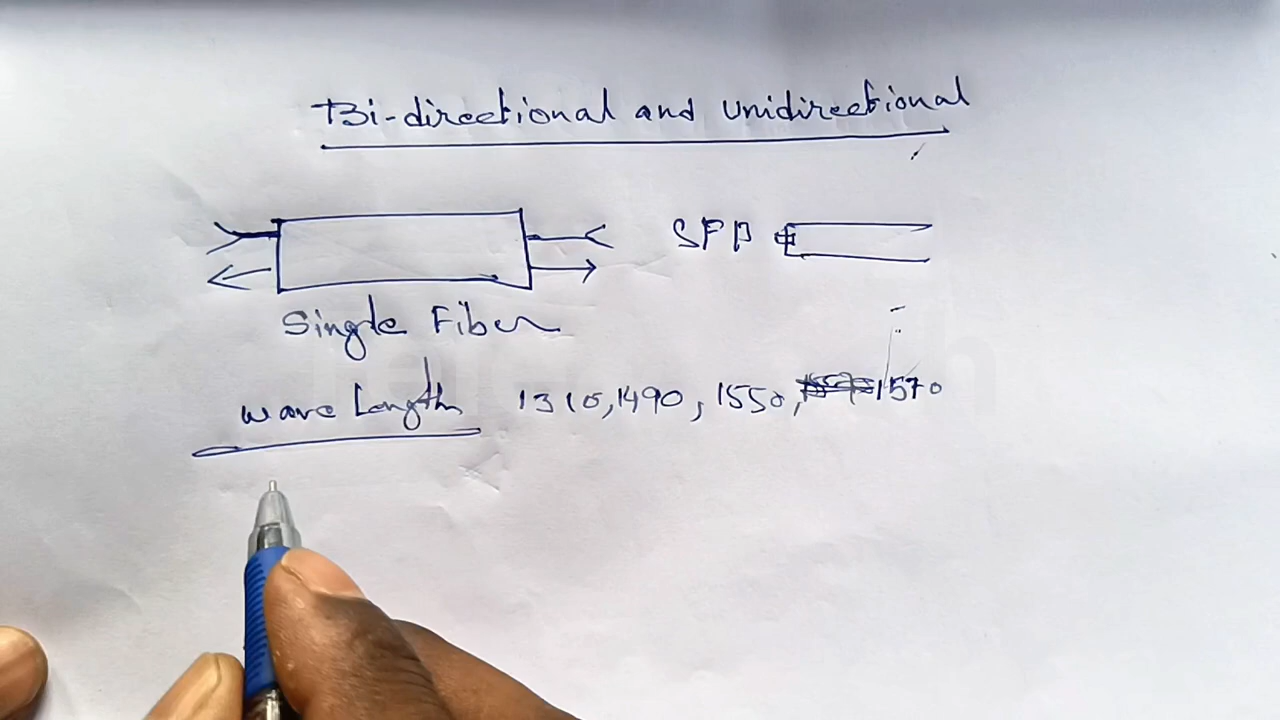 Bi-directional and Unidirectional
SFP
Single Fiber
Wave Length 1310, 1490, 1550, 1570